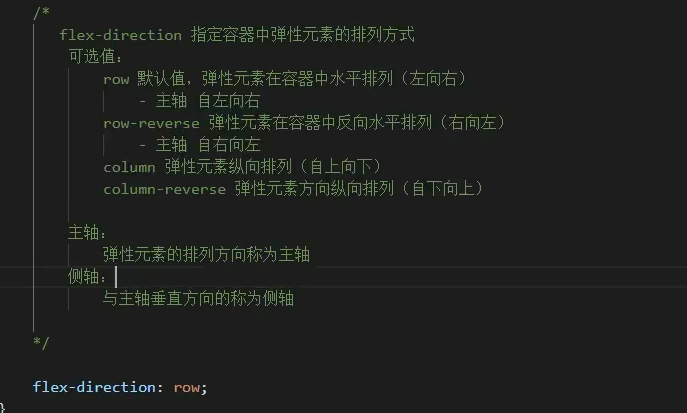 /*
flex-direction 指定容器中弹性元素的排列方式
可选值：
row 默认值，弹性元素在容器中水平排列（左向右）
- 主轴 自左向右
row-reverse 弹性元素在容器中反向水平排列（右向左）
- 主轴 自右向左
column 弹性元素纵向排列（自上向下）
column-reverse 弹性元素方向纵向排列（自下向上）
主轴：
弹性元素的排列方向称为主轴
侧轴：
与主轴垂直方向的称为侧轴
*/
flex-direction: row;
}